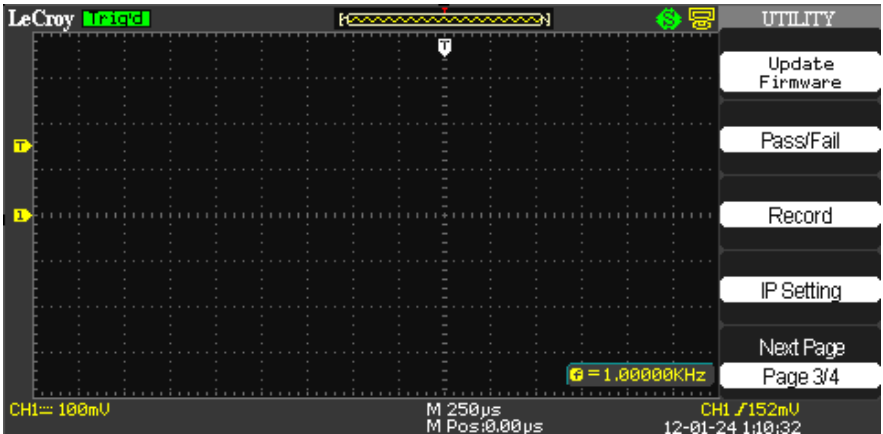 LeCroy Trig'd
T
UTILITY
Update
Firmware
T
Pass/Fail
1
Record
IP Setting
Next Page
f = 1.00000KHz
Page 3/4
CH1 100mV
M 250µs
CH1 152mV
M Pos:0.00µs
12-01-24 1:10:32
S